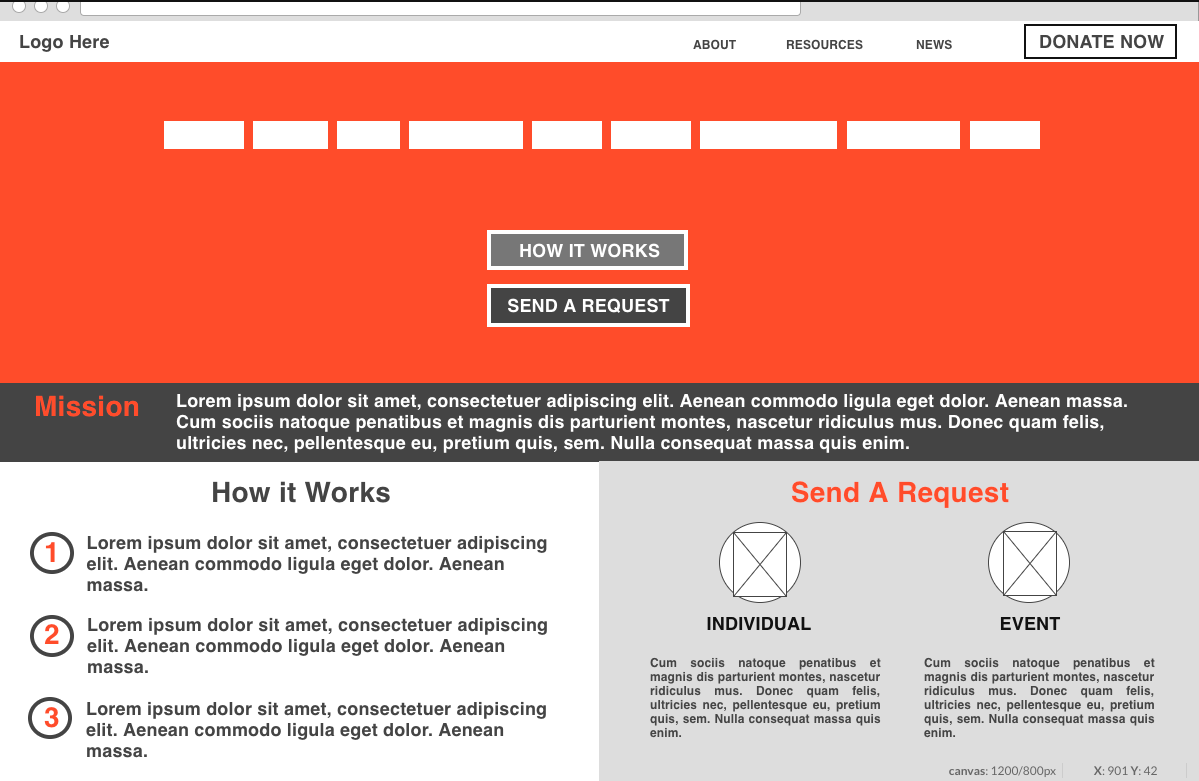 Logo Here
ABOUT RESOURCES NEWS DONATE NOW
HOW IT WORKS
SEND A REQUEST
Mission
Lorem ipsum dolor sit amet, consectetuer adipiscing elit. Aenean commodo ligula eget dolor. Aenean massa.
Cum sociis natoque penatibus et magnis dis parturient montes, nascetur ridiculus mus. Donec quam felis,
ultricies nec, pellentesque eu, pretium quis, sem. Nulla consequat massa quis enim.
How it Works
1
Lorem ipsum dolor sit amet, consectetuer adipiscing
elit. Aenean commodo ligula eget dolor. Aenean
massa.
2
Lorem ipsum dolor sit amet, consectetuer adipiscing
elit. Aenean commodo ligula eget dolor. Aenean
massa.
3
Lorem ipsum dolor sit amet, consectetuer adipiscing
elit. Aenean commodo ligula eget dolor. Aenean
massa.
Send A Request
INDIVIDUAL
Cum sociis natoque penatibus et
magnis dis parturient montes, nascetur
ridiculus mus. Donec quam felis,
ultricies nec, pellentesque eu, pretium
quis, sem. Nulla consequat massa quis
enim.
EVENT
Cum sociis natoque penatibus et
magnis dis parturient montes, nascetur
ridiculus mus. Donec quam felis,
ultricies nec, pellentesque eu, pretium
quis, sem. Nulla consequat massa quis
enim.
canvas: 1200/800px X: 901 Y: 42